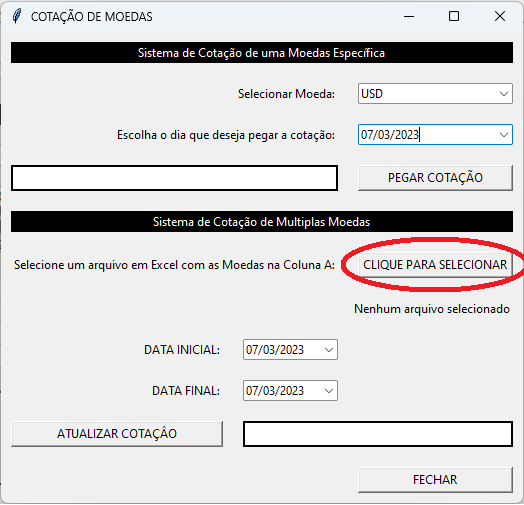 COTAÇÃO DE MOEDAS
Sistema de Cotação de uma Moedas Específica
Selecionar Moeda: USD
Escolha o dia que deseja pegar a cotação: 07/03/2023
PEGAR COTAÇÃO
Sistema de Cotação de Multiplas Moedas
Selecione um arquivo em Excel com as Moedas na Coluna A: CLIQUE PARA SELECIONAR
Nenhum arquivo selecionado
DATA INICIAL: 07/03/2023
DATA FINAL: 07/03/2023
ATUALIZAR COTAÇÂO
FECHAR